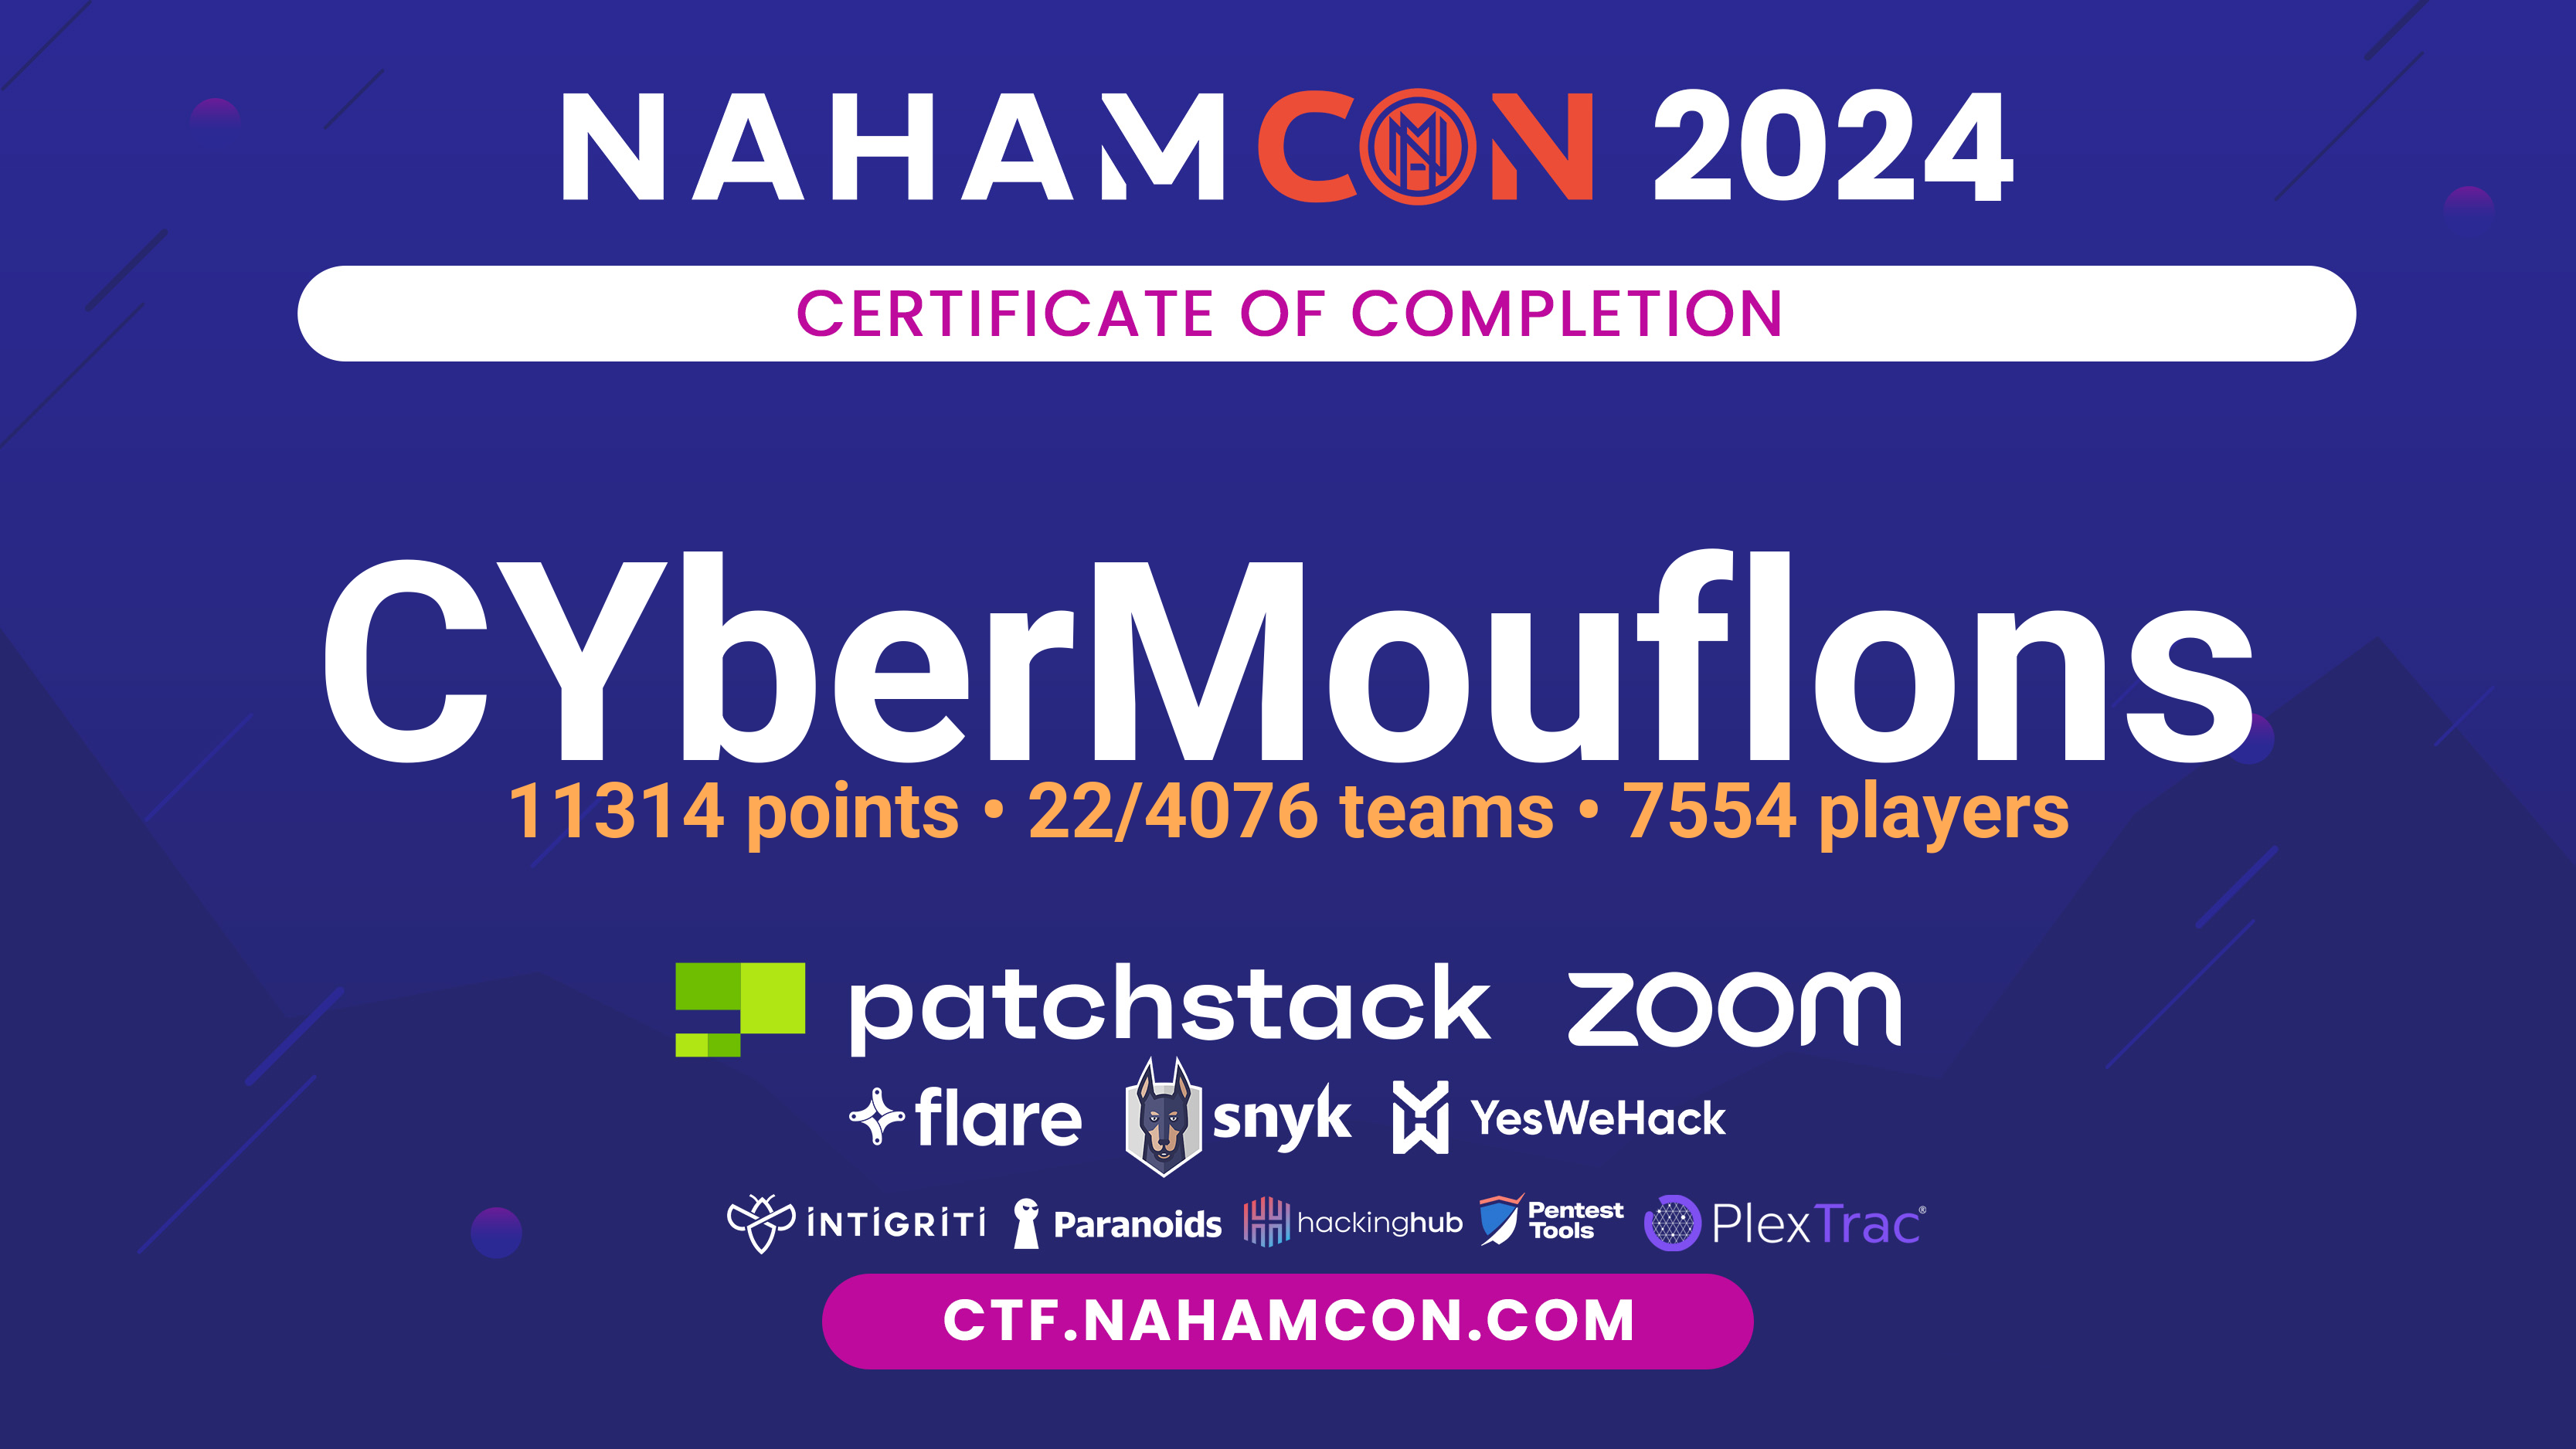 NAHAMCON 2024
CERTIFICATE OF COMPLETION
CYberMouflons
11314 points • 22/4076 teams • 7554 players
patchstack zoom
flare snyk YesWeHack
INTIGRITI Paranoids hackinghub Pentest Tools PlexTrac®
CTF.NAHAMCON.COM